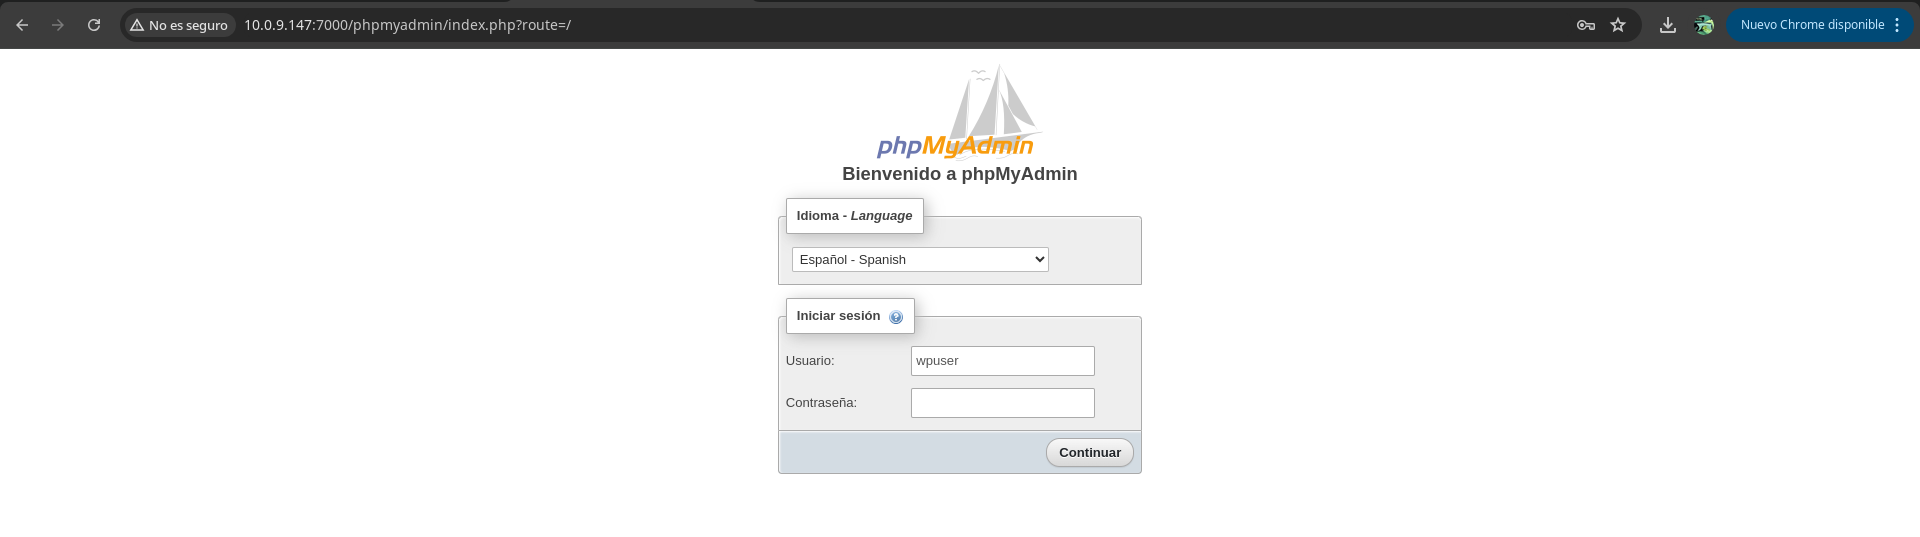 No es seguro 10.0.9.147:7000/phpmyadmin/index.php?route=/ Nuevo Chrome disponible
phpMyAdmin
Bienvenido a phpMyAdmin
Idioma - Language
Español - Spanish
Iniciar sesión ?
Usuario: wpuser
Contraseña:
Continuar